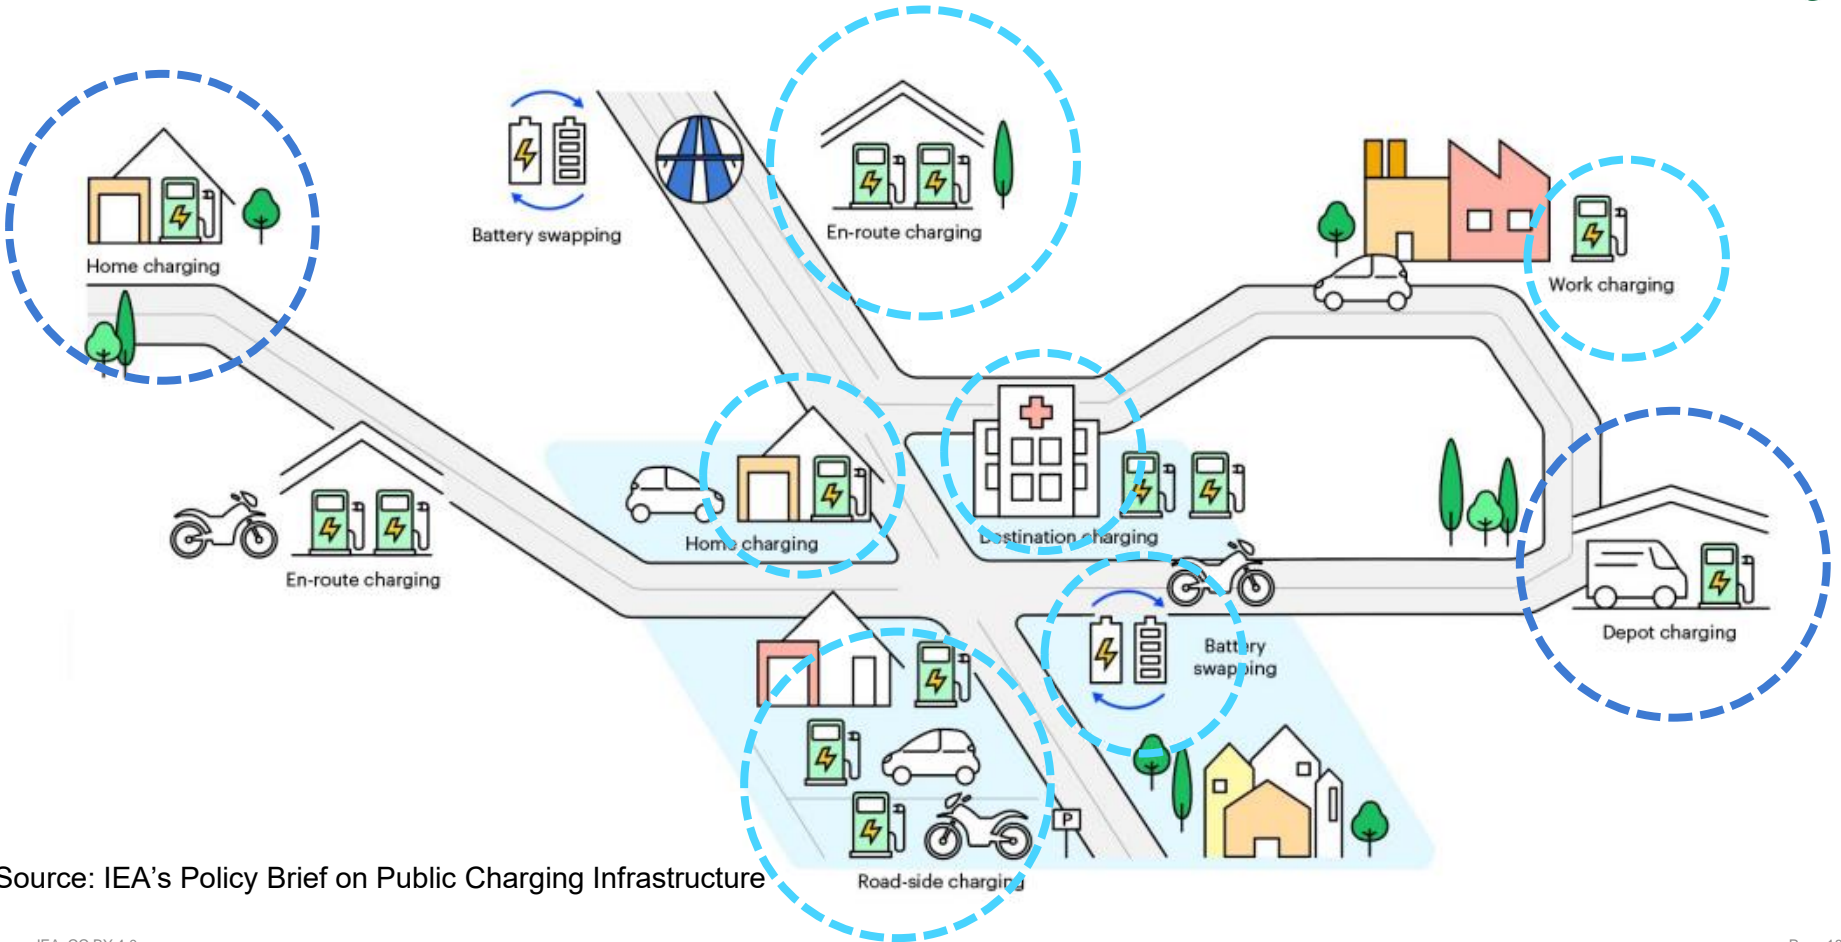 Battery swapping
En-route charging
Home charging
Work charging
Home charging
Destination charging
En-route charging
Depot charging
Battery
swapping
P
Road-side charging
Source: IEA's Policy Brief on Public Charging Infrastructure